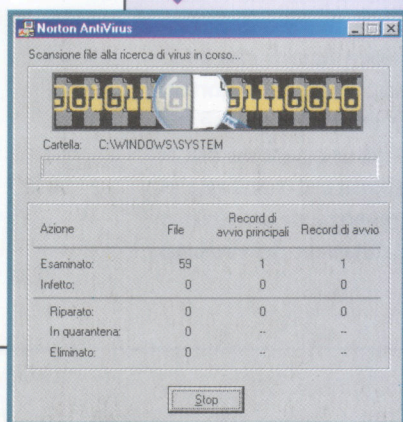 Norton AntiVirus
Scansione file alla ricerca di virus in corso...
Cartella: C:\WINDOWS\SYSTEM
Azione File Record di avvio principali Record di avvio
Esaminato: 59 1 1
Infetto: 0 0 0
Riparato: 0 0 0
In quarantena: 0 -- --
Eliminato: 0 -- --
Stop